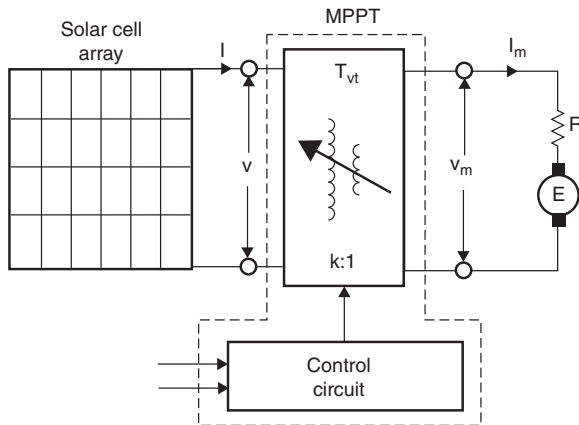 MPPT
Solar cell
array
I
I_m
T_vt
R
v
v_m
E
k:1
Control
circuit